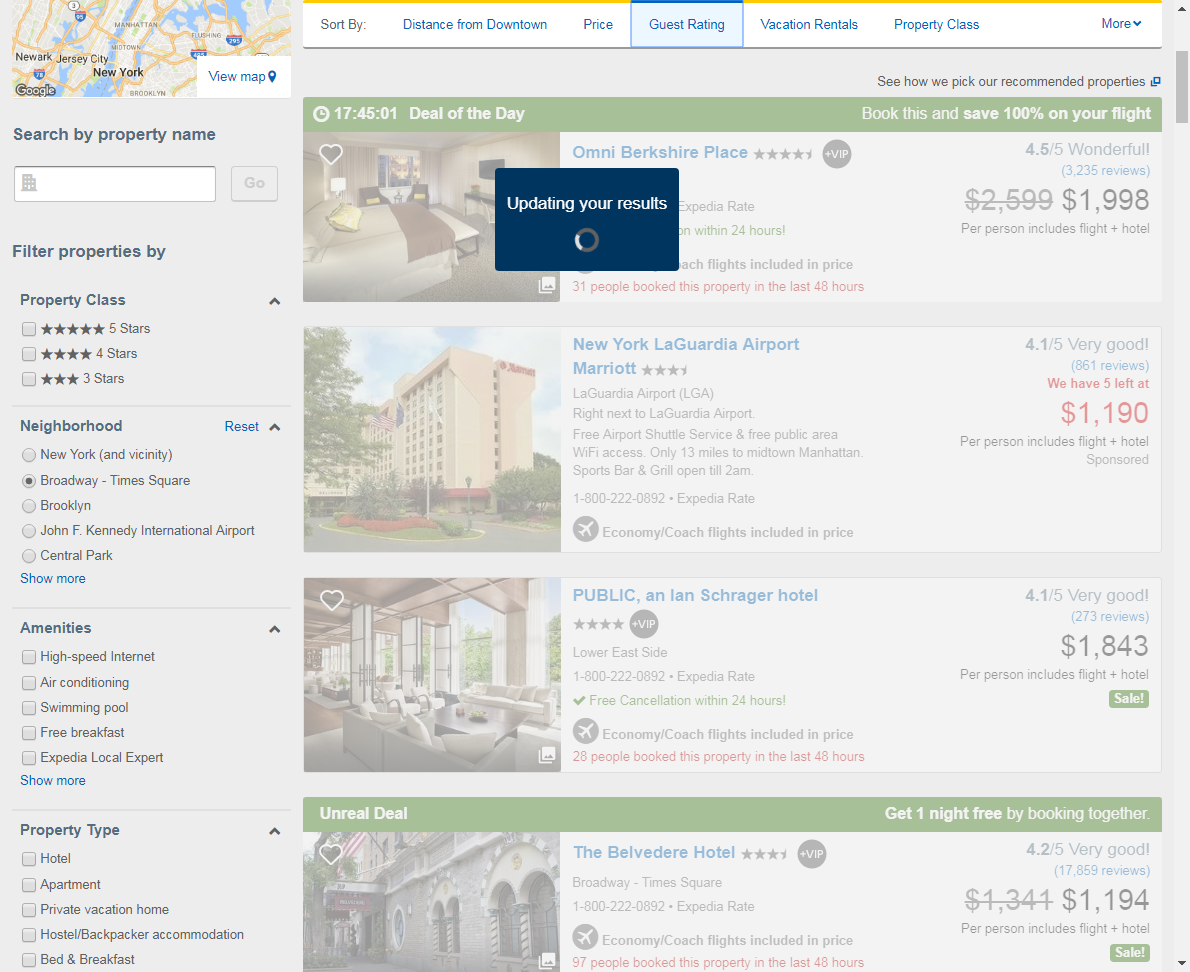 3
95
MANHATTAN
FLUSHING
MIDTOWN
495
295
Newark
Jersey City
New York
78
BROOKLYN
Google
View map
Search by property name
Go
Filter properties by
Property Class
5 Stars
4 Stars
3 Stars
Neighborhood Reset
New York (and vicinity)
Broadway - Times Square
Brooklyn
John F. Kennedy International Airport
Central Park
Show more
Amenities
High-speed Internet
Air conditioning
Swimming pool
Free breakfast
Expedia Local Expert
Show more
Property Type
Hotel
Apartment
Private vacation home
Hostel/Backpacker accommodation
Bed & Breakfast
Sort By: Distance from Downtown Price Guest Rating Vacation Rentals Property Class More
See how we pick our recommended properties
17:45:01 Deal of the Day Book this and save 100% on your flight
Omni Berkshire Place +VIP
4.5/5 Wonderful!
(3,235 reviews)
$2,599 $1,998
Per person includes flight + hotel
Updating your results
Expedia Rate
within 24 hours!
flights included in price
31 people booked this property in the last 48 hours
New York LaGuardia Airport
Marriott
LaGuardia Airport (LGA)
Right next to LaGuardia Airport.
Free Airport Shuttle Service & free public area
WiFi access. Only 13 miles to midtown Manhattan.
Sports Bar & Grill open till 2am.
1-800-222-0892 • Expedia Rate
Economy/Coach flights included in price
4.1/5 Very good!
(861 reviews)
We have 5 left at
$1,190
Per person includes flight + hotel
Sponsored
PUBLIC, an Ian Schrager hotel
+VIP
Lower East Side
1-800-222-0892 • Expedia Rate
Free Cancellation within 24 hours!
Economy/Coach flights included in price
28 people booked this property in the last 48 hours
4.1/5 Very good!
(273 reviews)
$1,843
Per person includes flight + hotel
Sale!
Unreal Deal Get 1 night free by booking together.
The Belvedere Hotel +VIP
Broadway - Times Square
1-800-222-0892 • Expedia Rate
Economy/Coach flights included in price
97 people booked this property in the last 48 hours
4.2/5 Very good!
(17,859 reviews)
$1,341 $1,194
Per person includes flight + hotel
Sale!